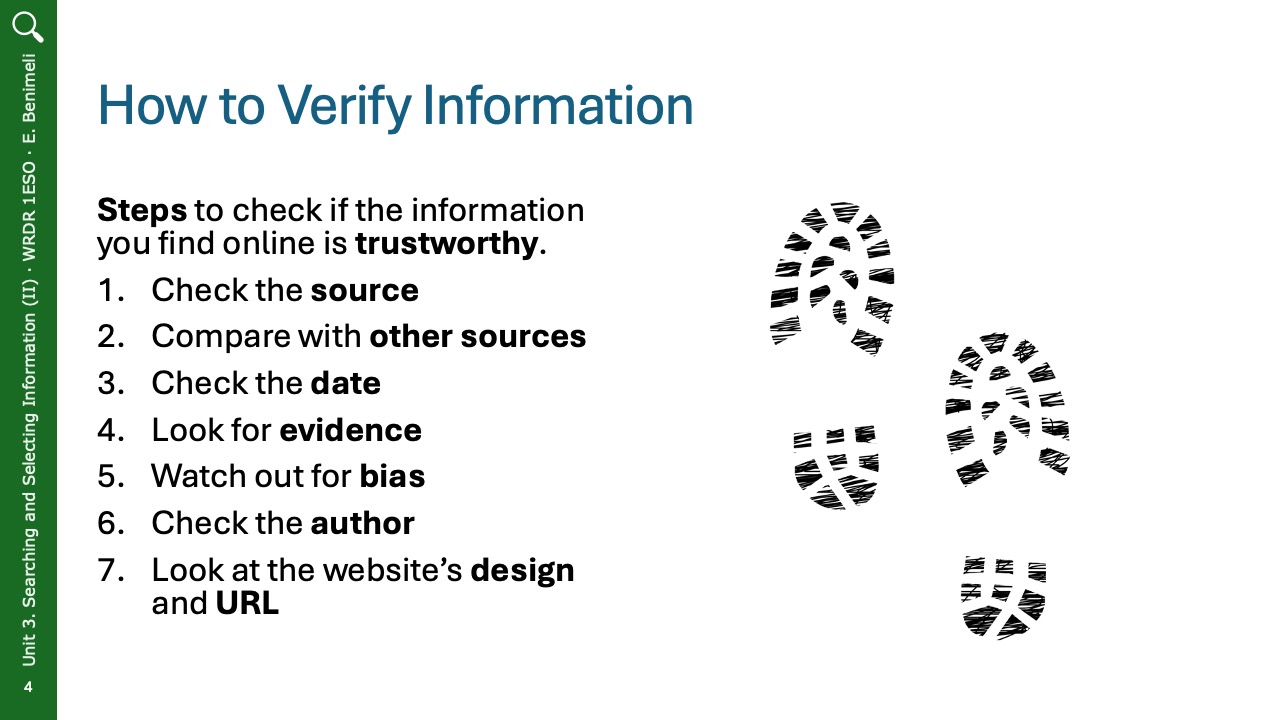 Unit 3. Searching and Selecting Information (II) · WRDR 1ESO · E. Benimeli
4
How to Verify Information
Steps to check if the information
you find online is trustworthy.
1. Check the source
2. Compare with other sources
3. Check the date
4. Look for evidence
5. Watch out for bias
6. Check the author
7. Look at the website’s design
and URL